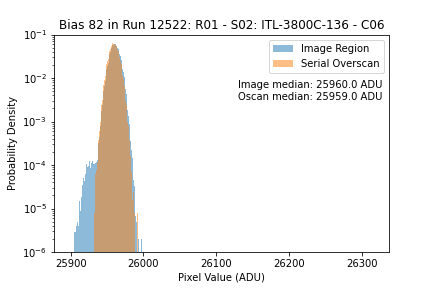 Bias 82 in Run 12522: R01 - S02: ITL-3800C-136 - C06
Image Region
Serial Overscan
Image median: 25960.0 ADU
Oscan median: 25959.0 ADU
Probability Density
10⁻¹
10⁻²
10⁻³
10⁻⁴
10⁻⁵
10⁻⁶
25900 26000 26100 26200 26300
Pixel Value (ADU)